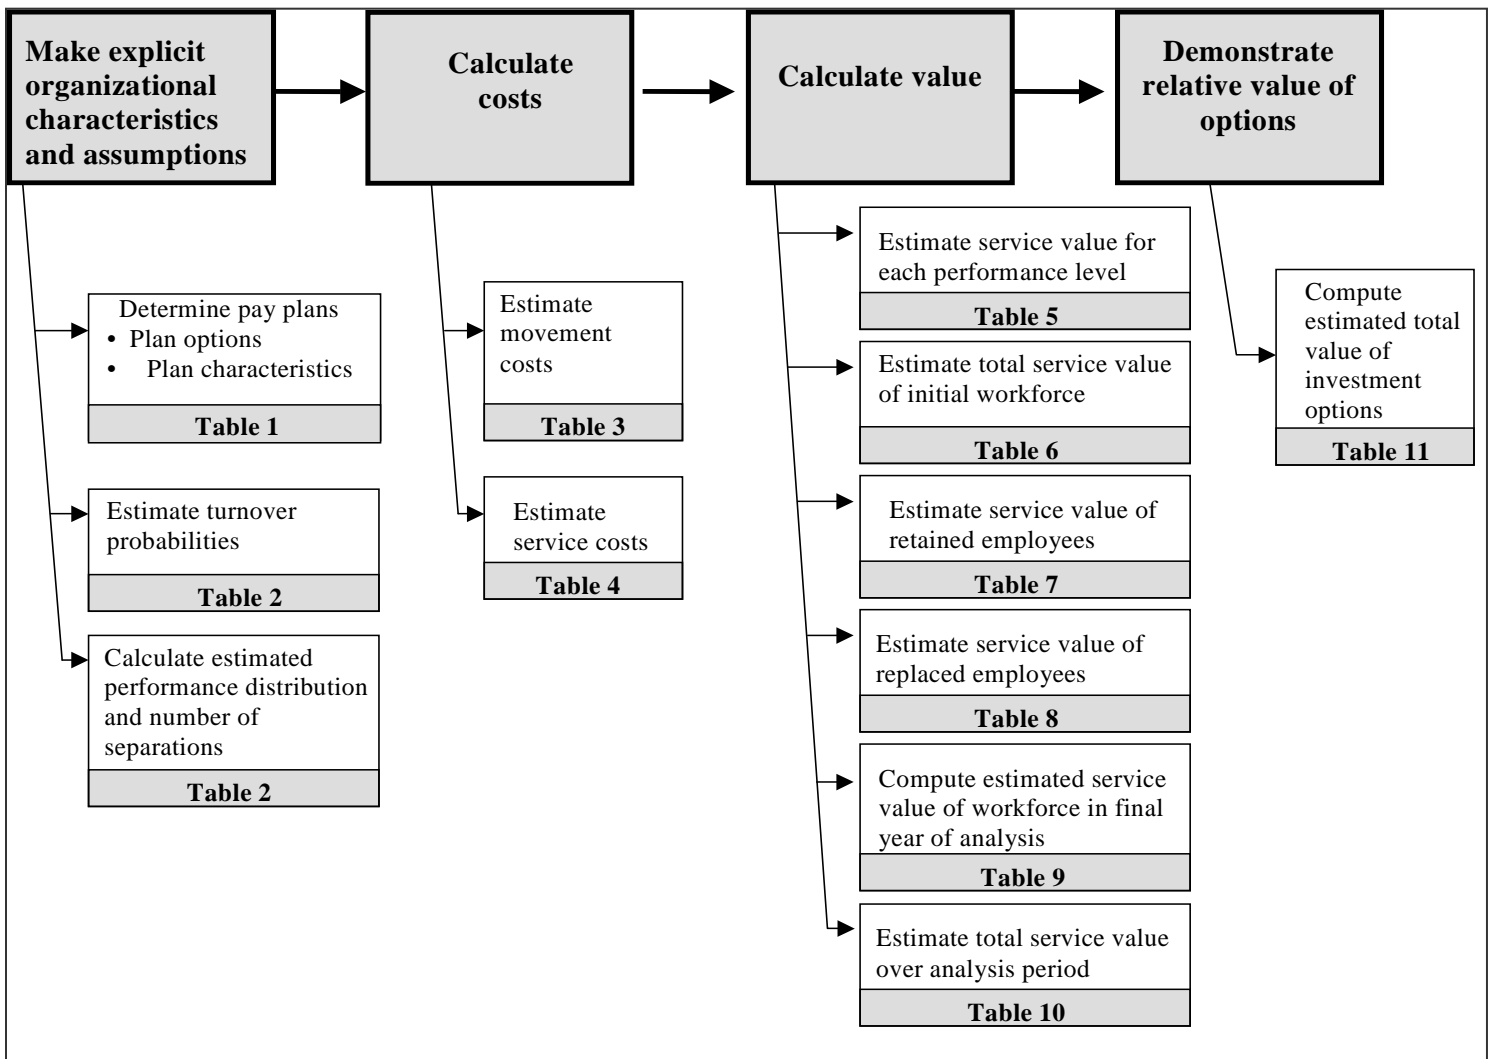 Make explicit
organizational
characteristics
and assumptions
Calculate
costs
Calculate value
Demonstrate
relative value of
options
Determine pay plans
• Plan options
• Plan characteristics
Table 1
Estimate turnover
probabilities
Table 2
Calculate estimated
performance distribution
and number of
separations
Table 2
Estimate
movement
costs
Table 3
Estimate
service costs
Table 4
Estimate service value for
each performance level
Table 5
Estimate total service value
of initial workforce
Table 6
Estimate service value of
retained employees
Table 7
Estimate service value of
replaced employees
Table 8
Compute estimated service
value of workforce in final
year of analysis
Table 9
Estimate total service value
over analysis period
Table 10
Compute
estimated total
value of
investment
options
Table 11